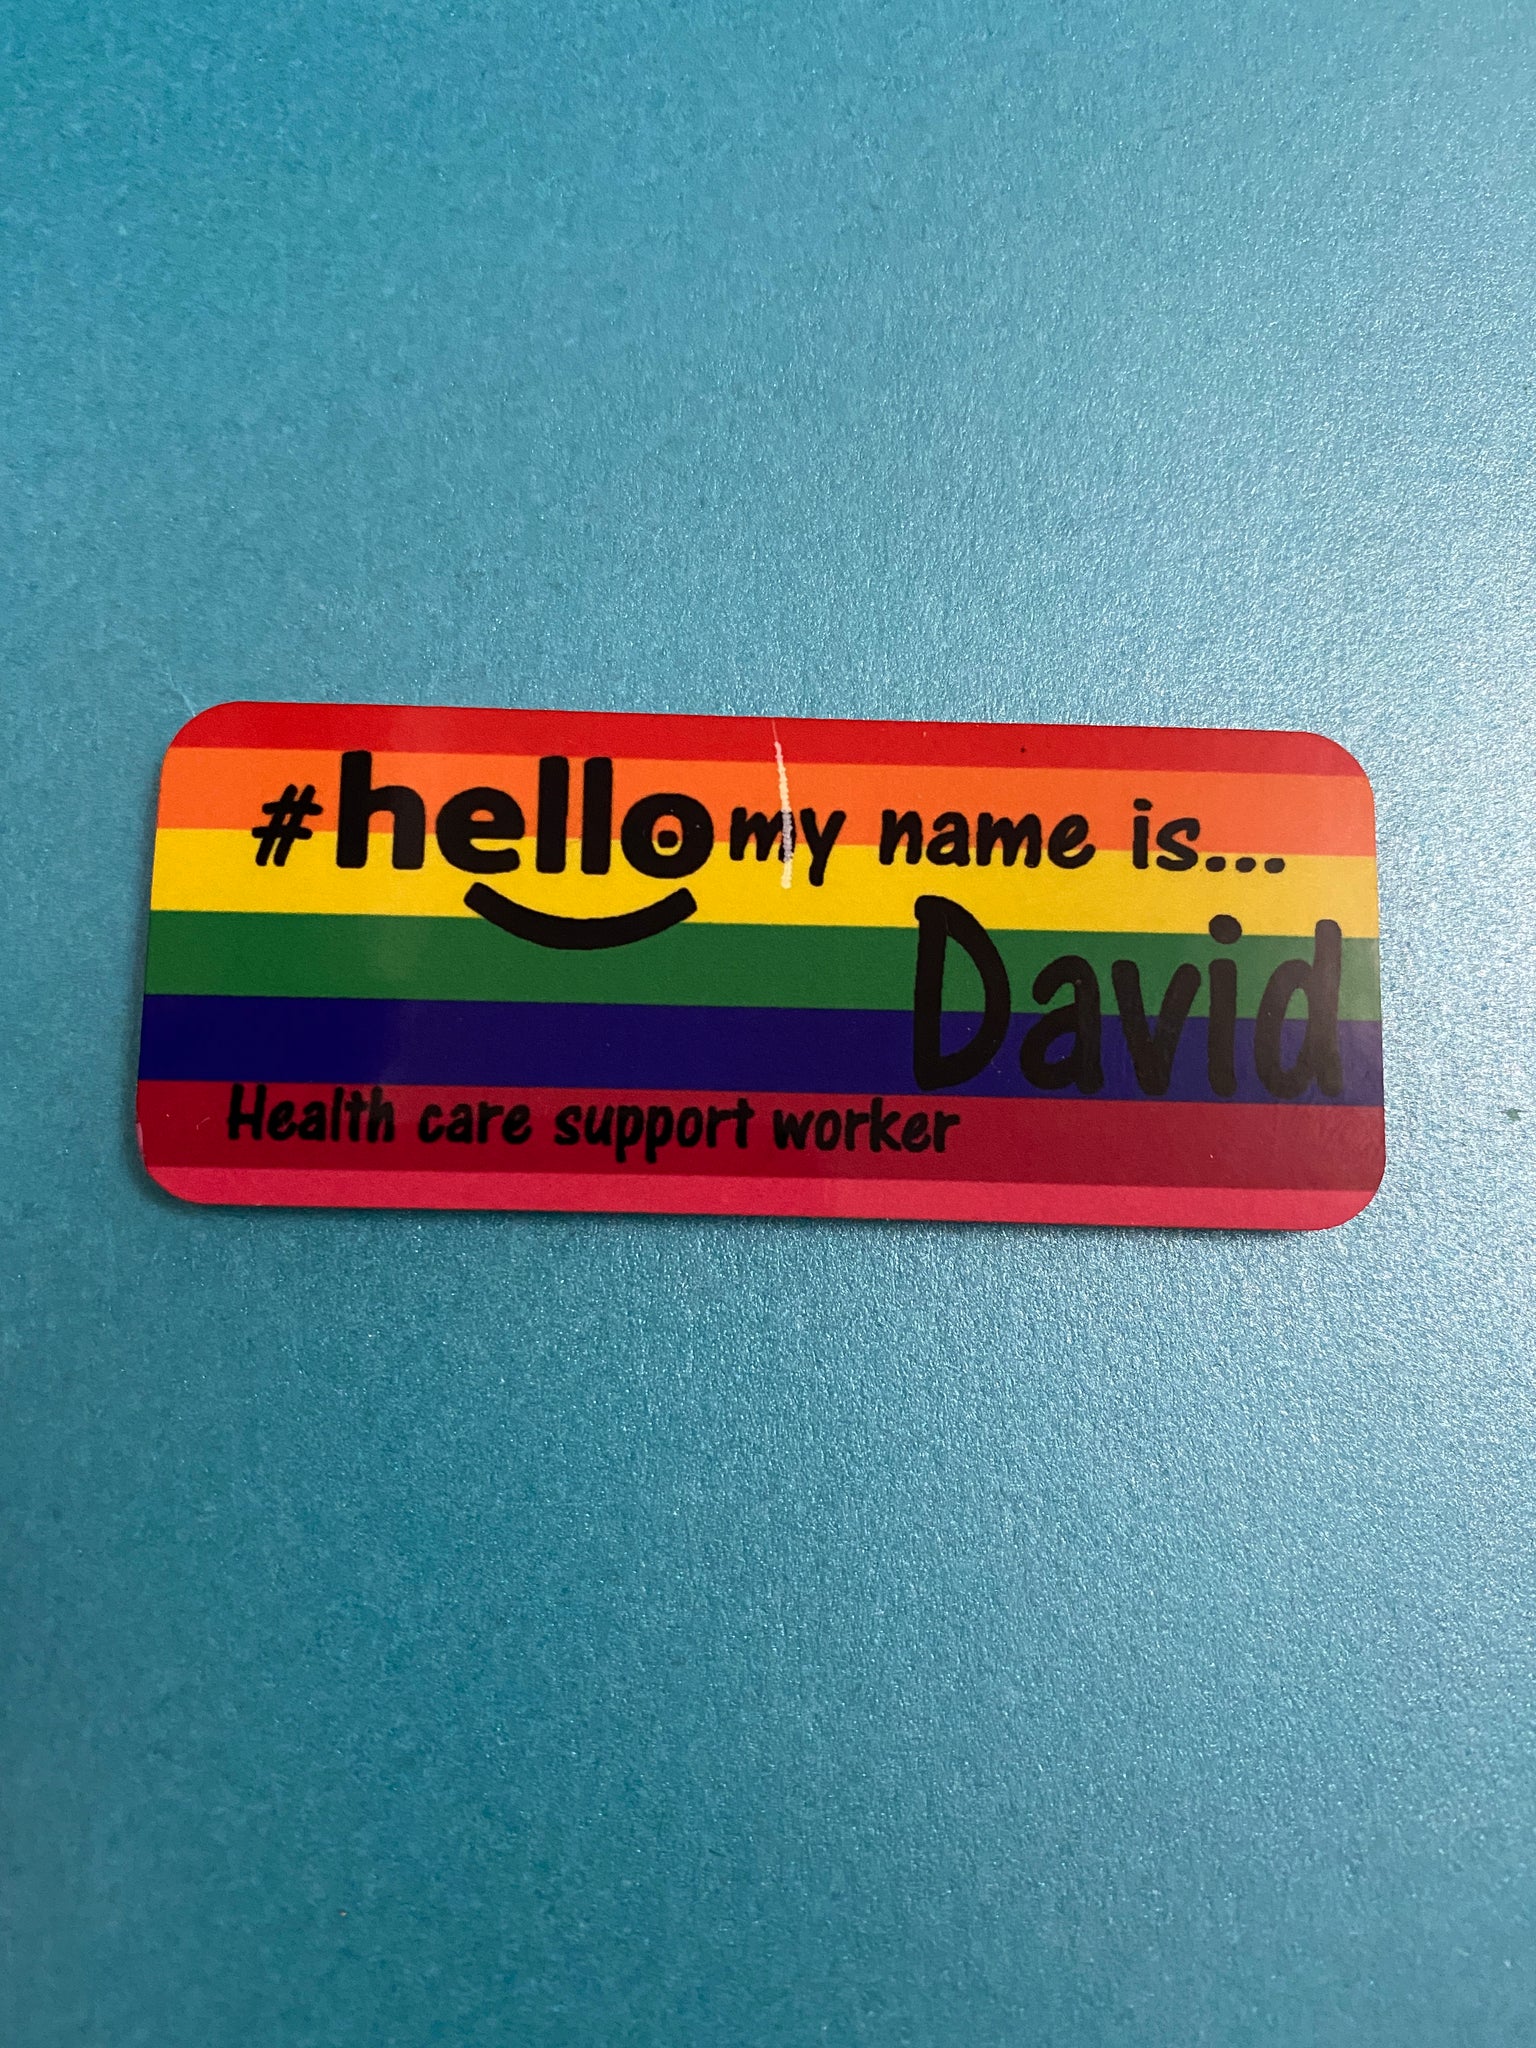 #hello my name is...
David
Health care support worker